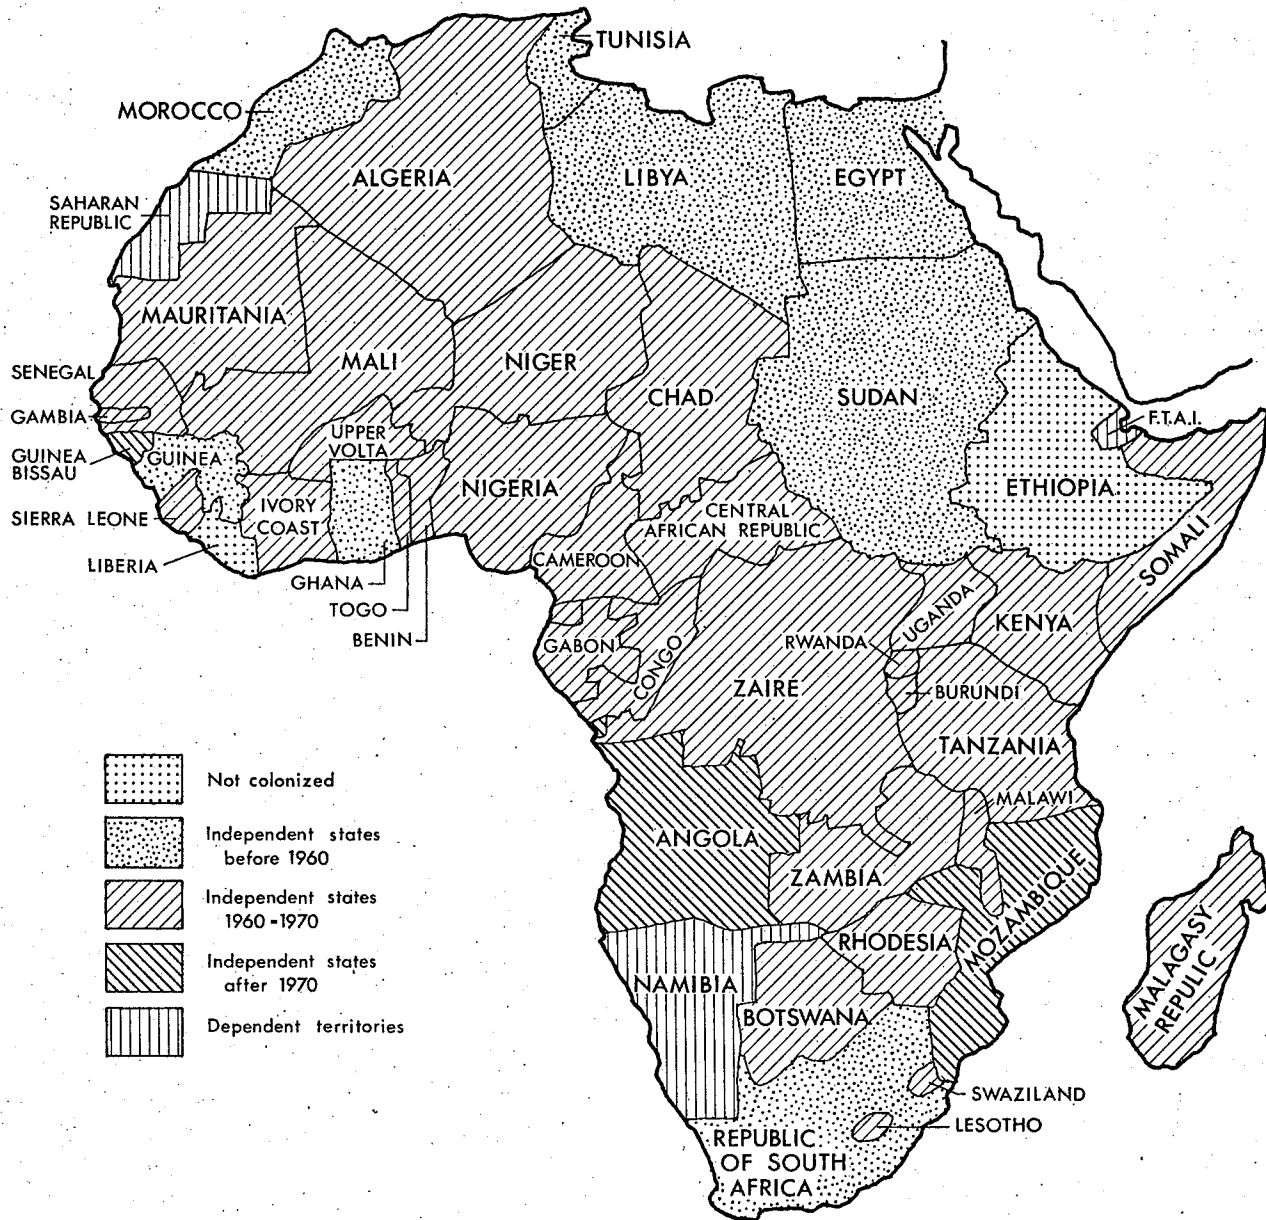 TUNISIA
MOROCCO
ALGERIA
LIBYA
EGYPT
SAHARAN
REPUBLIC
MAURITANIA
MALI
NIGER
CHAD
SUDAN
SENEGAL
GAMBIA
F.T.A.I.
UPPER
VOLTA
GUINEA
BISSAU
GUINEA
NIGERIA
ETHIOPIA
IVORY
COAST
CENTRAL
AFRICAN REPUBLIC
SIERRA LEONE
SOMALI
LIBERIA
CAMEROON
GHANA
TOGO
BENIN
UGANDA
KENYA
GABON
CONGO
RWANDA
ZAIRE
BURUNDI
TANZANIA
MALAWI
ANGOLA
ZAMBIA
MOZAMBIQUE
RHODESIA
NAMIBIA
BOTSWANA
MALAGASY
REPULIC
SWAZILAND
LESOTHO
REPUBLIC
OF SOUTH
AFRICA
Not colonized
Independent states
before 1960
Independent states
1960-1970
Independent states
after 1970
Dependent territories